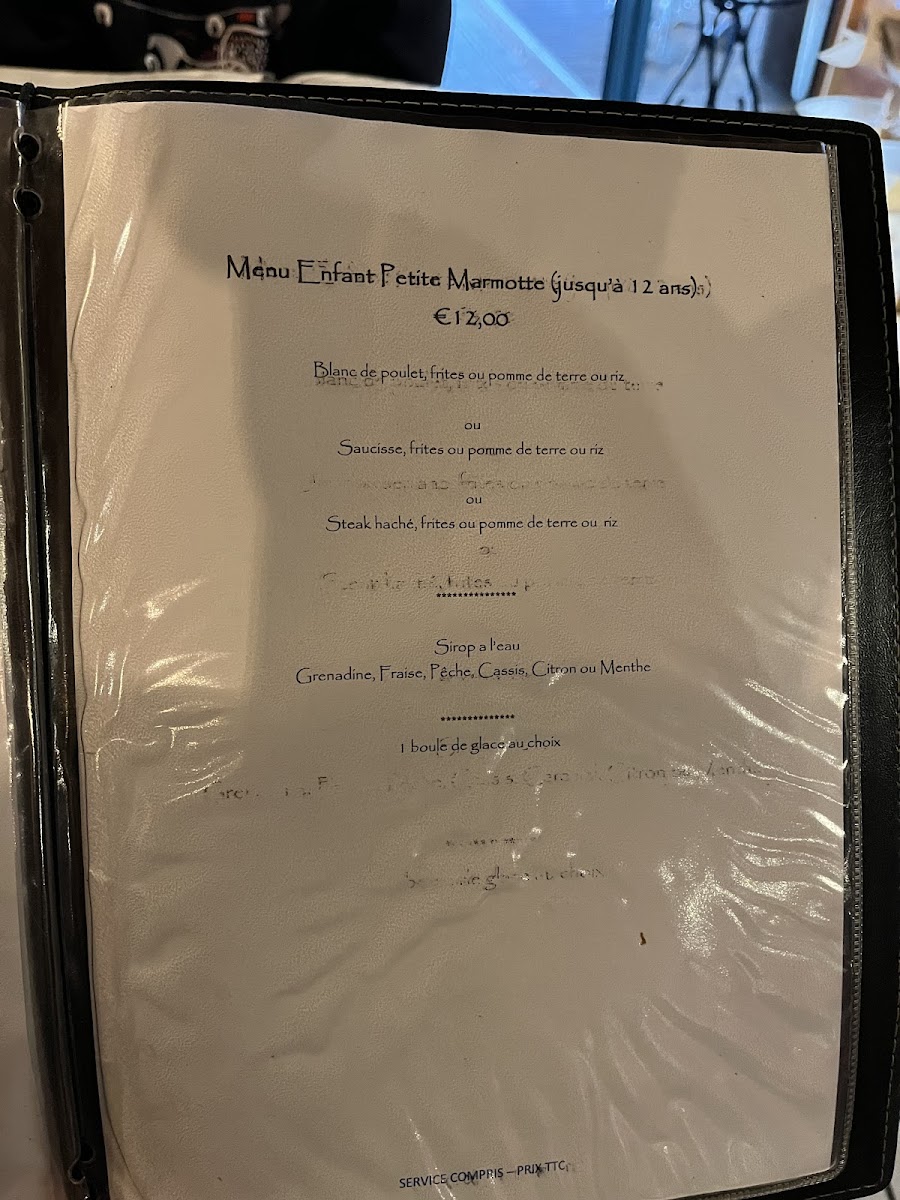 Menu Enfant Petite Marmotte (jusqu'à 12 ans)
€12,00
Blanc de poulet, frites ou pomme de terre ou riz
ou
Saucisse, frites ou pomme de terre ou riz
ou
Steak haché, frites ou pomme de terre ou riz
***************
Sirop a l'eau
Grenadine, Fraise, Pêche, Cassis, Citron ou Menthe
**************
1 boule de glace au choix
SERVICE COMPRIS – PRIX TTC